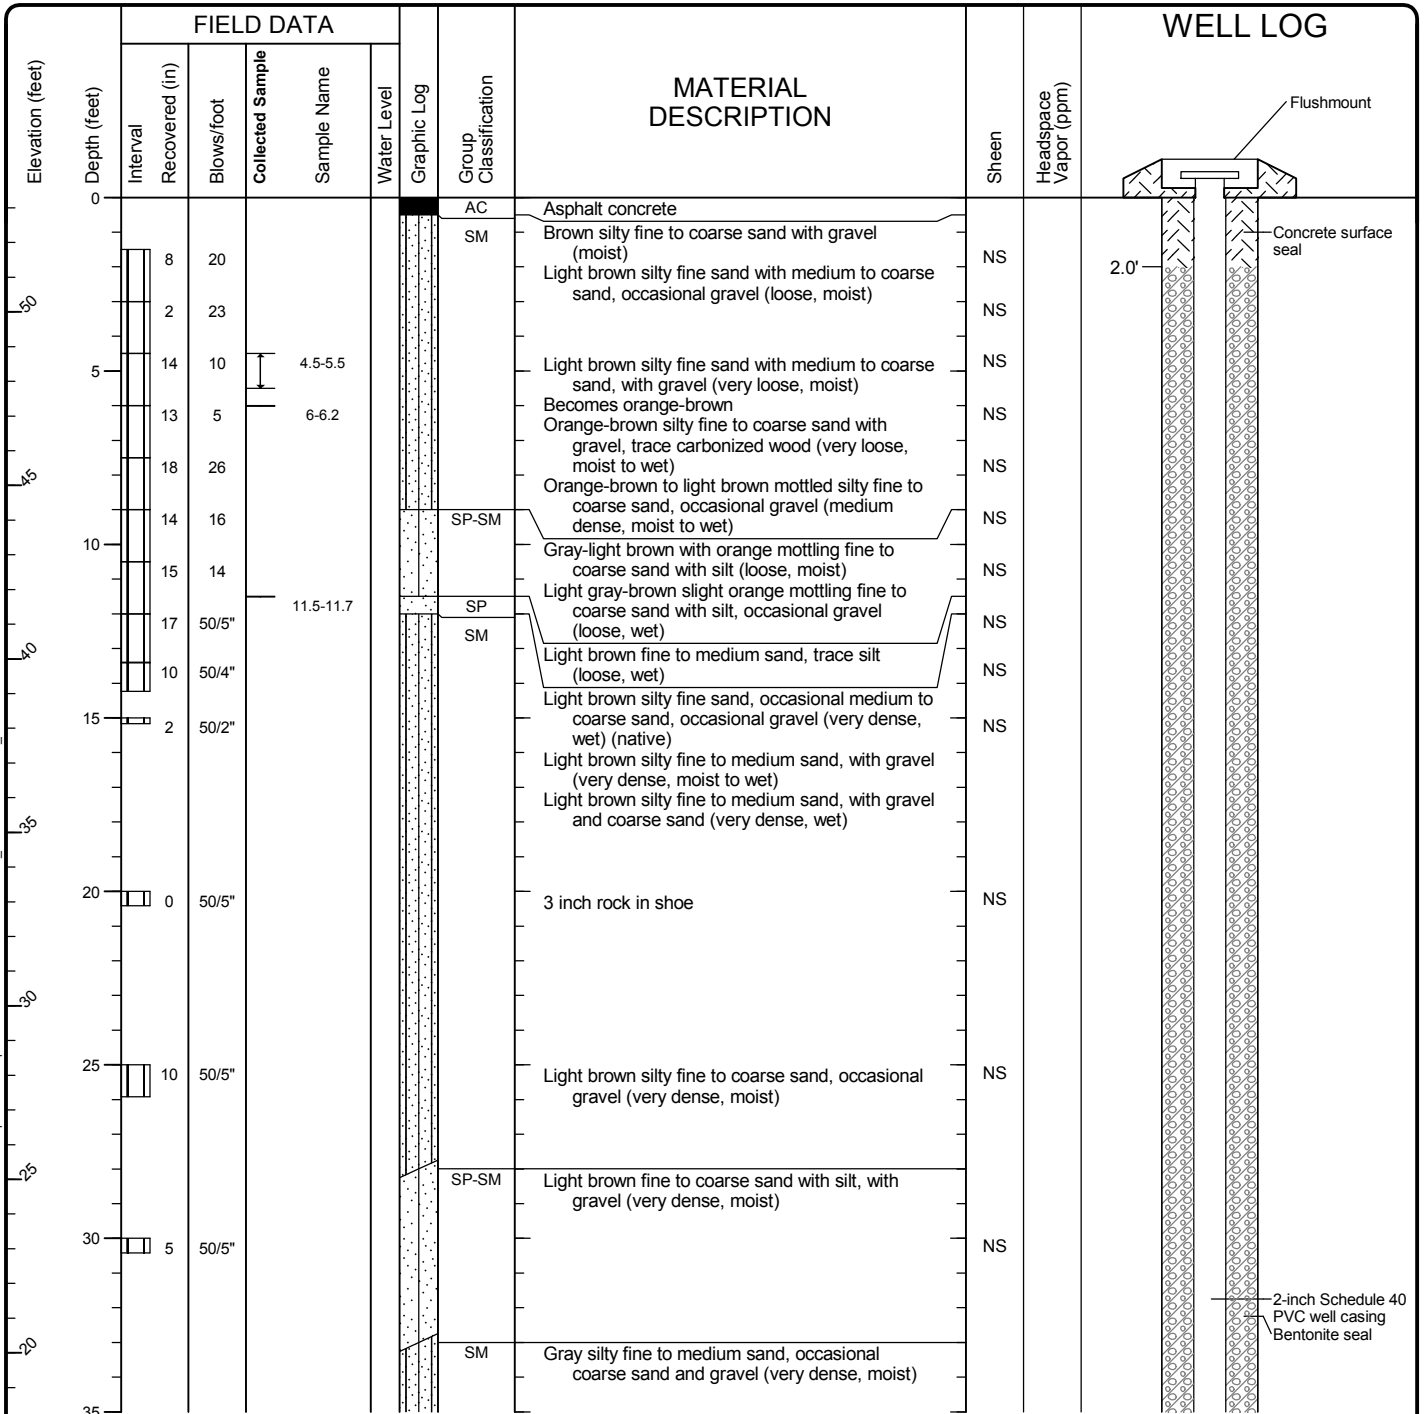 FIELD DATA
WELL LOG
Elevation (feet)
Depth (feet)
Interval
Recovered (in)
Blows/foot
Collected Sample
Sample Name
Water Level
Graphic Log
Group
Classification
MATERIAL
DESCRIPTION
Sheen
Headspace
Vapor (ppm)
Flushmount
0
AC
Asphalt concrete
SM
Brown silty fine to coarse sand with gravel
(moist)
Concrete surface
seal
8
20
NS
2.0'
Light brown silty fine sand with medium to coarse
sand, occasional gravel (loose, moist)
50
2
23
NS
5
14
10
4.5-5.5
Light brown silty fine sand with medium to coarse
sand, with gravel (very loose, moist)
NS
Becomes orange-brown
13
5
6-6.2
NS
Orange-brown silty fine to coarse sand with
gravel, trace carbonized wood (very loose,
moist to wet)
45
18
26
NS
Orange-brown to light brown mottled silty fine to
coarse sand, occasional gravel (medium
dense, moist to wet)
14
16
SP-SM
NS
10
Gray-light brown with orange mottling fine to
coarse sand with silt (loose, moist)
15
14
NS
Light gray-brown slight orange mottling fine to
coarse sand with silt, occasional gravel
(loose, wet)
11.5-11.7
SP
17
50/5"
SM
NS
40
Light brown fine to medium sand, trace silt
(loose, wet)
10
50/4"
NS
Light brown silty fine sand, occasional medium to
coarse sand, occasional gravel (very dense,
wet) (native)
15
2
50/2"
NS
Light brown silty fine to medium sand, with gravel
(very dense, moist to wet)
Light brown silty fine to medium sand, with gravel
and coarse sand (very dense, wet)
35
20
0
50/5"
3 inch rock in shoe
NS
30
25
10
50/5"
Light brown silty fine to coarse sand, occasional
gravel (very dense, moist)
NS
25
SP-SM
Light brown fine to coarse sand with silt, with
gravel (very dense, moist)
30
5
50/5"
NS
2-inch Schedule 40
PVC well casing
Bentonite seal
20
SM
Gray silty fine to medium sand, occasional
coarse sand and gravel (very dense, moist)
35